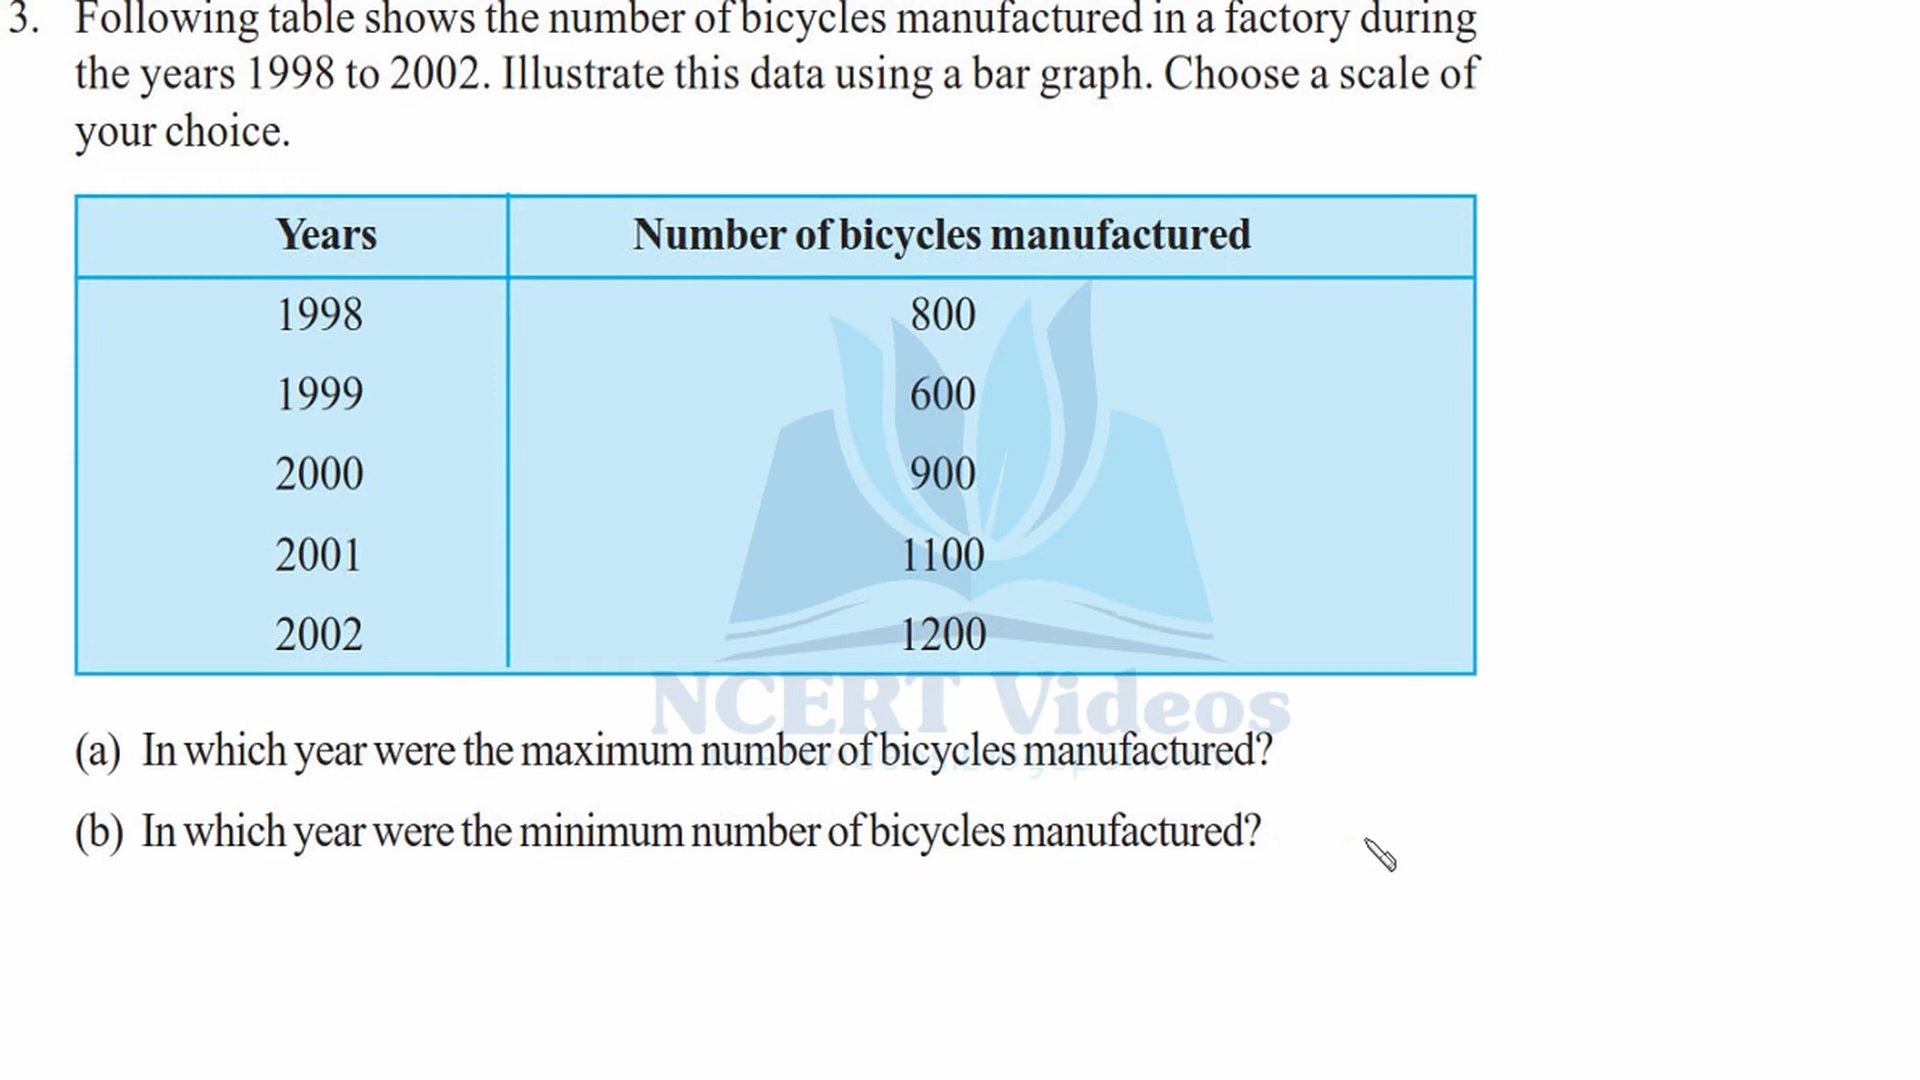 3. Following table shows the number of bicycles manufactured in a factory during
the years 1998 to 2002. Illustrate this data using a bar graph. Choose a scale of
your choice.
Years Number of bicycles manufactured
1998 800
1999 600
2000 900
2001 1100
2002 1200
NCERT Videos
(a) In which year were the maximum number of bicycles manufactured?
(b) In which year were the minimum number of bicycles manufactured?